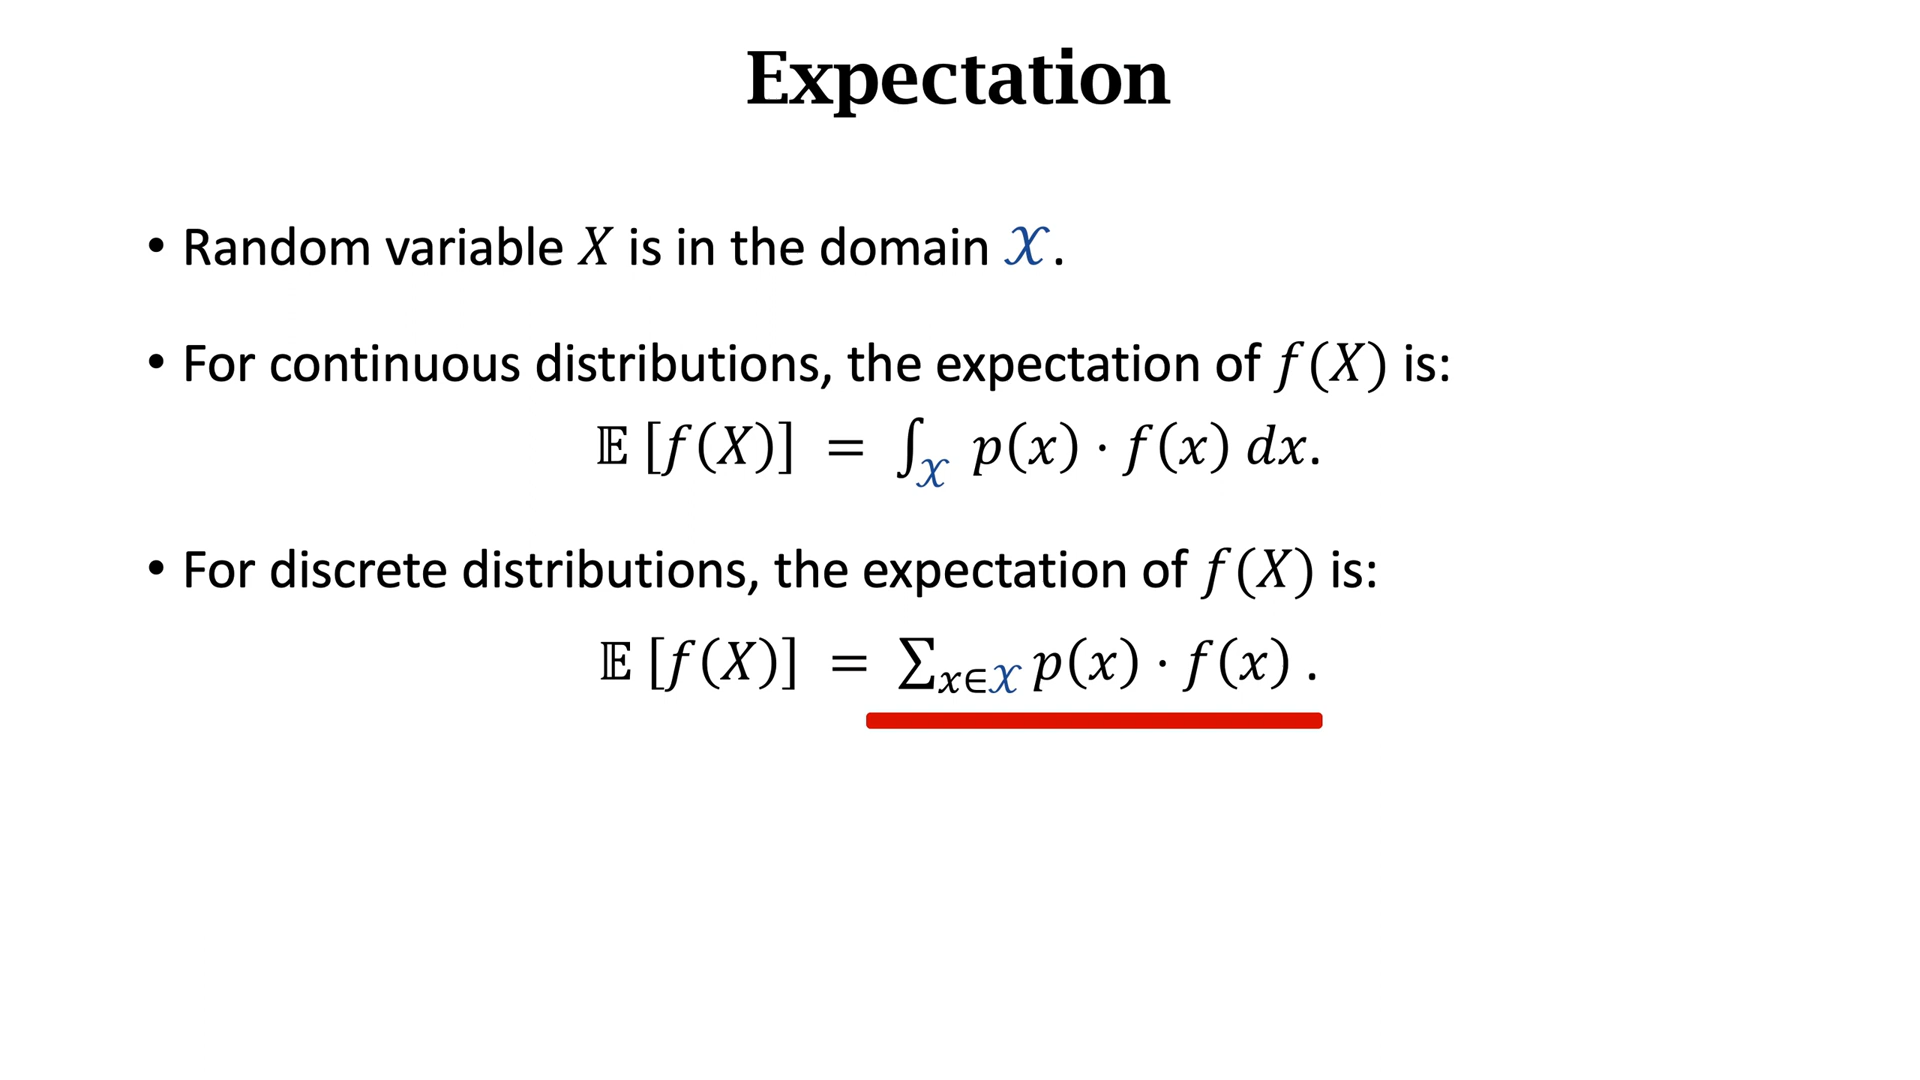 Expectation
• Random variable 𝑋 is in the domain 𝒳.
• For continuous distributions, the expectation of 𝑓(𝑋) is:
𝔼 [𝑓(𝑋)] = ∫_𝒳 𝑝(𝑥) · 𝑓(𝑥) 𝑑𝑥.
• For discrete distributions, the expectation of 𝑓(𝑋) is:
𝔼 [𝑓(𝑋)] = ∑_{𝑥∈𝒳} 𝑝(𝑥) · 𝑓(𝑥) .